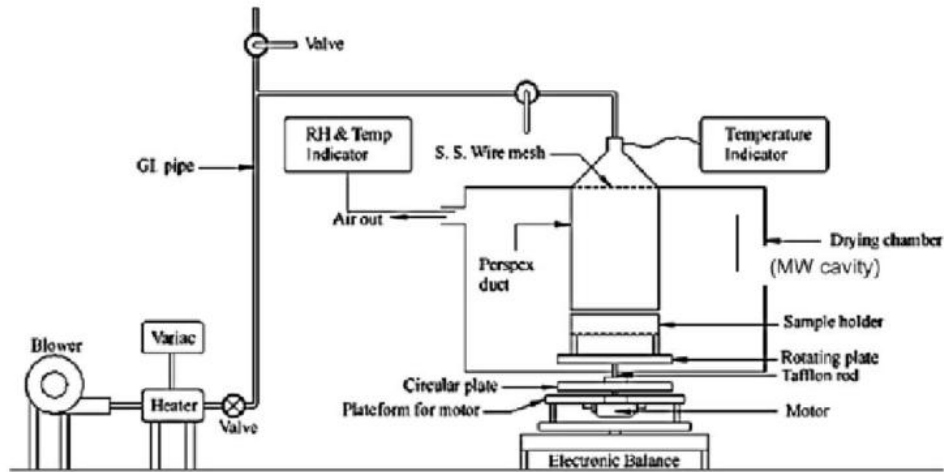 Valve
RH & Temp
Indicator
S. S. Wire mesh
Temperature
Indicator
GI. pipe
Air out
Perspex
duct
Drying chamber
(MW cavity)
Sample holder
Rotating plate
Tafflon rod
Circular plate
Plateform for motor
Motor
Blower
Variac
Heater
Valve
Electronic Balance